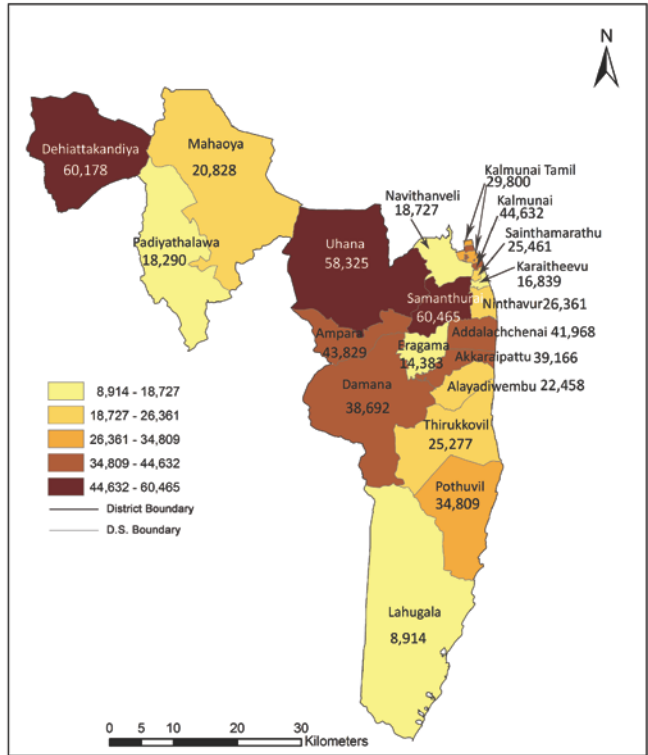 N
Dehiattakandiya
60,178
Mahaoya
20,828
Padiyathalawa
18,290
Navithanveli
18,727
Kalmunai Tamil
29,800
Kalmunai
44,632
Sainthamarathu
25,461
Karaitheevu
16,839
Uhana
58,325
Samanthurai
60,465
Ninthavur 26,361
Ampara
43,829
Eragama
14,383
Addalachchenai 41,968
Akkaraipattu 39,166
Damana
38,692
Alayadiwembu 22,458
Thirukkovil
25,277
Pothuvil
34,809
Lahugala
8,914
8,914 - 18,727
18,727 - 26,361
26,361 - 34,809
34,809 - 44,632
44,632 - 60,465
District Boundary
D.S. Boundary
0 5 10 20 30
Kilometers